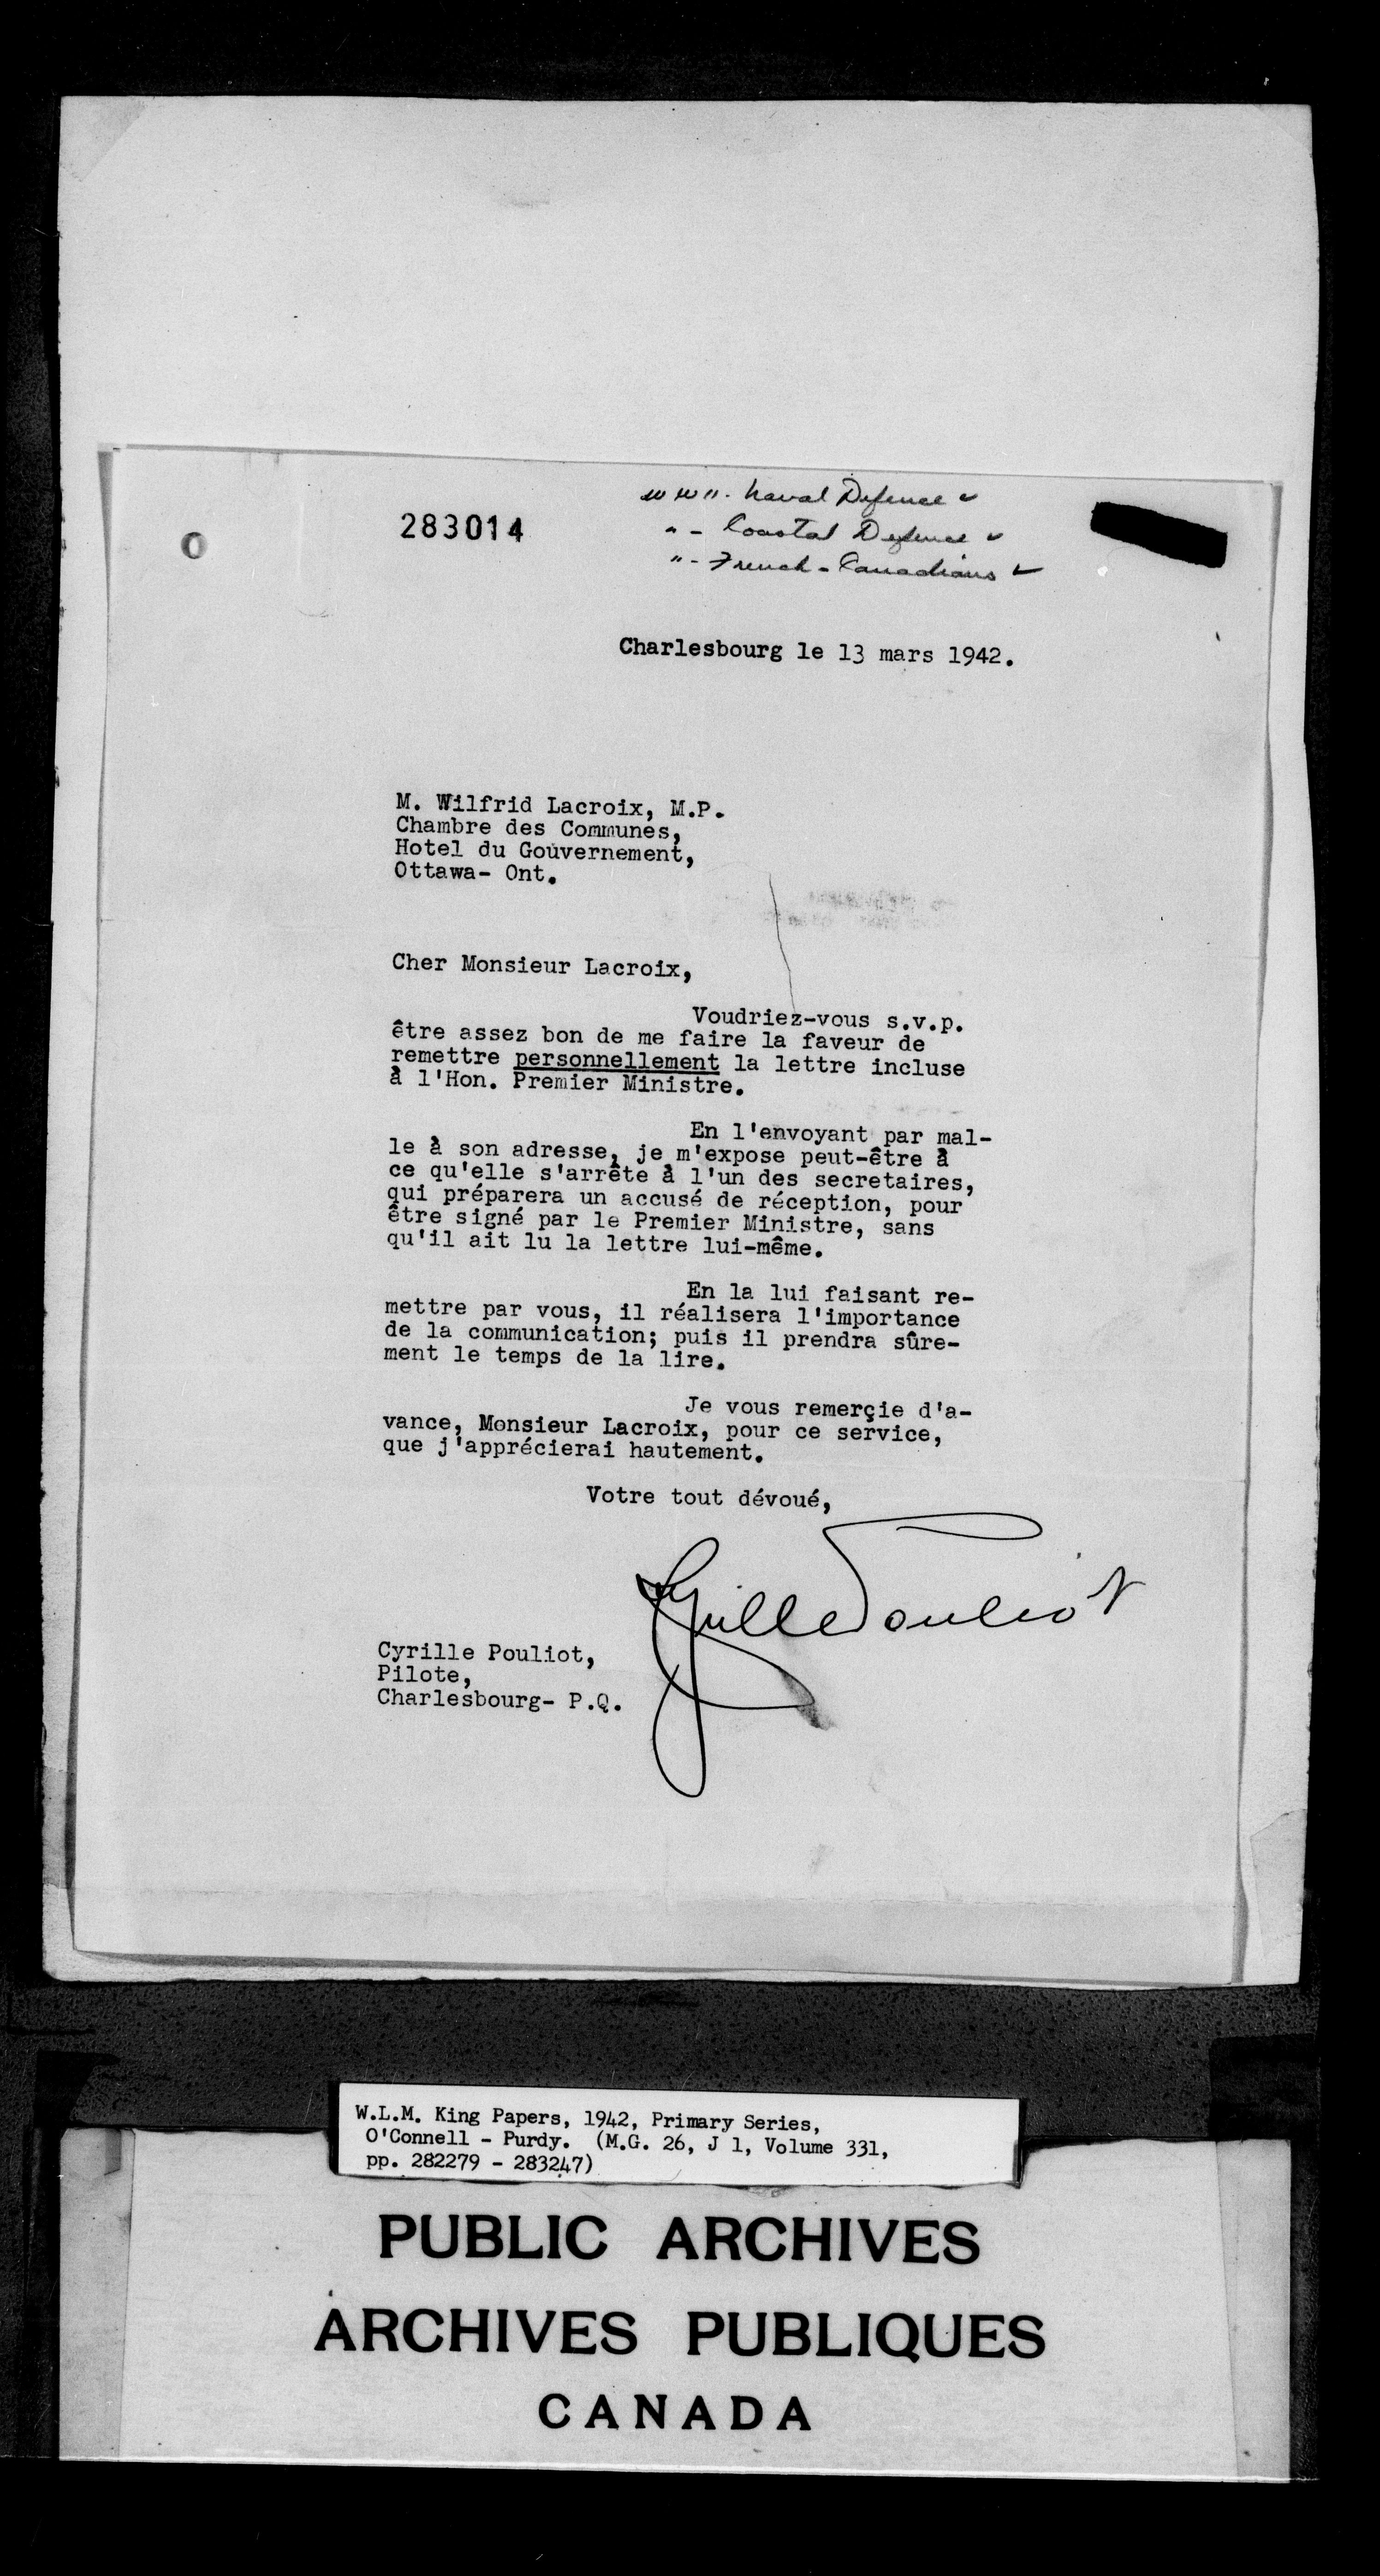 283014
WWII. Naval Defence ✓
" - Coastal Defence ✓
" - French-Canadians ✓
Charlesbourg le 13 mars 1942.
M. Wilfrid Lacroix, M.P.
Chambre des Communes,
Hotel du Gouvernement,
Ottawa- Ont.
Cher Monsieur Lacroix,
Voudriez-vous s.v.p.
être assez bon de me faire la faveur de
remettre personnellement la lettre incluse
à l'Hon. Premier Ministre.
En l'envoyant par mal-
le à son adresse, je m'expose peut-être à
ce qu'elle s'arrête à l'un des secretaires,
qui préparera un accusé de réception, pour
être signé par le Premier Ministre, sans
qu'il ait lu la lettre lui-même.
En la lui faisant re-
mettre par vous, il réalisera l'importance
de la communication; puis il prendra sûre-
ment le temps de la lire.
Je vous remerçie d'a-
vance, Monsieur Lacroix, pour ce service,
que j'apprécierai hautement.
Votre tout dévoué,
Cyrille Pouliot
Cyrille Pouliot,
Pilote,
Charlesbourg- P.Q.
W.L.M. King Papers, 1942, Primary Series,
O'Connell - Purdy. (M.G. 26, J 1, Volume 331,
pp. 282279 - 283247)
PUBLIC ARCHIVES
ARCHIVES PUBLIQUES
CANADA